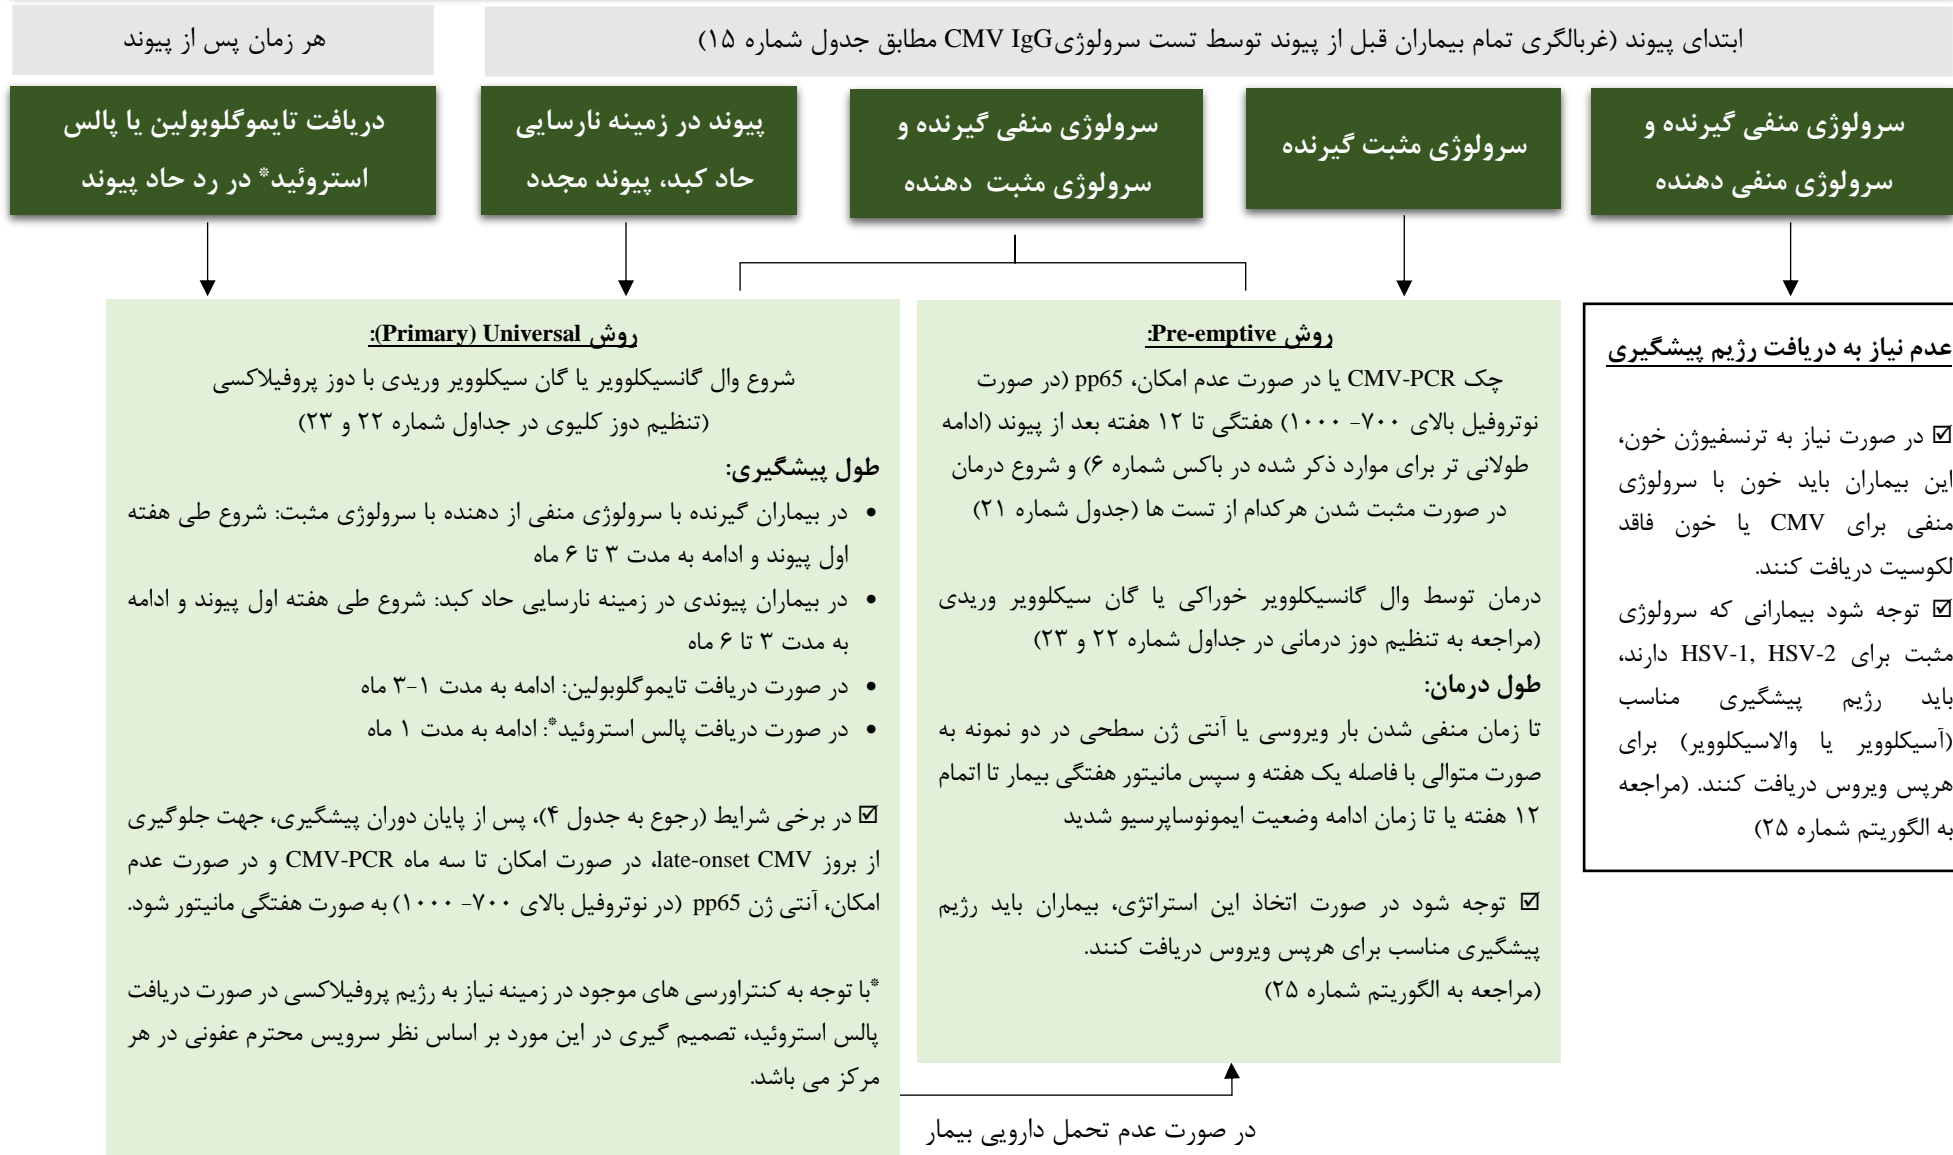 ابتدای پیوند (غربالگری تمام بیماران قبل از پیوند توسط تست سرولوژیCMV IgG مطابق جدول شماره ۱۵)
هر زمان پس از پیوند
سرولوژی منفی گیرنده و
سرولوژی منفی دهنده
سرولوژی مثبت گیرنده
سرولوژی منفی گیرنده و
سرولوژی مثبت دهنده
پیوند در زمینه نارسایی
حاد کبد، پیوند مجدد
دریافت تایموگلوبولین یا پالس
استروئید* در رد حاد پیوند
عدم نیاز به دریافت رژیم پیشگیری
☑ در صورت نیاز به ترنسفیوژن خون،
این بیماران باید خون با سرولوژی
منفی برای CMV یا خون فاقد
لکوسیت دریافت کنند.
☑ توجه شود بیمارانی که سرولوژی
مثبت برای HSV-1, HSV-2 دارند،
باید رژیم پیشگیری مناسب
(آسیکلوویر یا والاسیکلوویر) برای
هرپس ویروس دریافت کنند. (مراجعه
به الگوریتم شماره ۲۵)
روش Pre-emptive:
چک CMV-PCR یا در صورت عدم امکان، pp65 (در صورت
نوتروفیل بالای ۷۰۰- ۱۰۰۰) هفتگی تا ۱۲ هفته بعد از پیوند (ادامه
طولانی تر برای موارد ذکر شده در باکس شماره ۶) و شروع درمان
در صورت مثبت شدن هرکدام از تست ها (جدول شماره ۲۱)
درمان توسط وال گانسیکلوویر خوراکی یا گان سیکلوویر وریدی
(مراجعه به تنظیم دوز درمانی در جداول شماره ۲۲ و ۲۳)
طول درمان:
تا زمان منفی شدن بار ویروسی یا آنتی ژن سطحی در دو نمونه به
صورت متوالی با فاصله یک هفته و سپس مانیتور هفتگی بیمار تا اتمام
۱۲ هفته یا تا زمان ادامه وضعیت ایمونوساپرسیو شدید
☑ توجه شود در صورت اتخاذ این استراتژی، بیماران باید رژیم
پیشگیری مناسب برای هرپس ویروس دریافت کنند.
(مراجعه به الگوریتم شماره ۲۵)
روش Universal (Primary):
شروع وال گانسیکلوویر یا گان سیکلوویر وریدی با دوز پروفیلاکسی
(تنظیم دوز کلیوی در جداول شماره ۲۲ و ۲۳)
طول پیشگیری:
• در بیماران گیرنده با سرولوژی منفی از دهنده با سرولوژی مثبت: شروع طی هفته
اول پیوند و ادامه به مدت ۳ تا ۶ ماه
• در بیماران پیوندی در زمینه نارسایی حاد کبد: شروع طی هفته اول پیوند و ادامه
به مدت ۳ تا ۶ ماه
• در صورت دریافت تایموگلوبولین: ادامه به مدت ۱-۳ ماه
• در صورت دریافت پالس استروئید*: ادامه به مدت ۱ ماه
☑ در برخی شرایط (رجوع به جدول ۴)، پس از پایان دوران پیشگیری، جهت جلوگیری
از بروز late-onset CMV، در صورت امکان تا سه ماه CMV-PCR و در صورت عدم
امکان، آنتی ژن pp65 (در نوتروفیل بالای ۷۰۰- ۱۰۰۰) به صورت هفتگی مانیتور شود.
*با توجه به کنتراورسی های موجود در زمینه نیاز به رژیم پروفیلاکسی در صورت دریافت
پالس استروئید، تصمیم گیری در این مورد بر اساس نظر سرویس محترم عفونی در هر
مرکز می باشد.
در صورت عدم تحمل دارویی بیمار